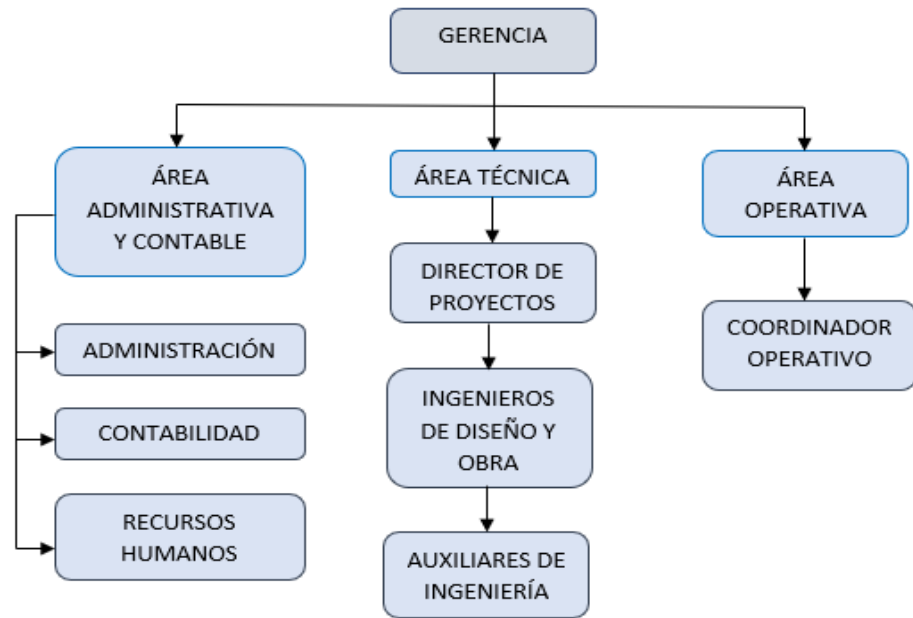 GERENCIA
ÁREA
ADMINISTRATIVA
Y CONTABLE
ADMINISTRACIÓN
CONTABILIDAD
RECURSOS
HUMANOS
ÁREA TÉCNICA
DIRECTOR DE
PROYECTOS
INGENIEROS
DE DISEÑO Y
OBRA
AUXILIARES DE
INGENIERÍA
ÁREA
OPERATIVA
COORDINADOR
OPERATIVO